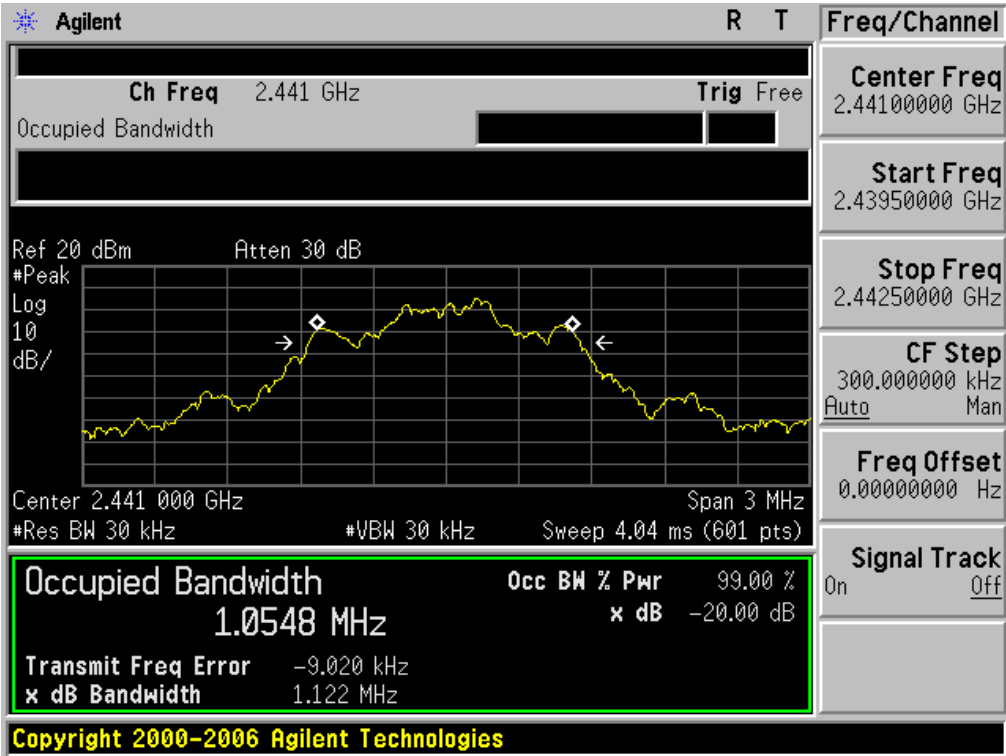 Agilent R T
Ch Freq 2.441 GHz Trig Free
Occupied Bandwidth
Ref 20 dBm Atten 30 dB
#Peak
Log
10
dB/
Center 2.441 000 GHz Span 3 MHz
#Res BW 30 kHz #VBW 30 kHz Sweep 4.04 ms (601 pts)
Occupied Bandwidth Occ BW % Pwr 99.00 %
1.0548 MHz x dB -20.00 dB
Transmit Freq Error -9.020 kHz
x dB Bandwidth 1.122 MHz
Copyright 2000-2006 Agilent Technologies
Freq/Channel
Center Freq
2.44100000 GHz
Start Freq
2.43950000 GHz
Stop Freq
2.44250000 GHz
CF Step
300.000000 kHz
Auto Man
Freq Offset
0.00000000 Hz
Signal Track
On Off